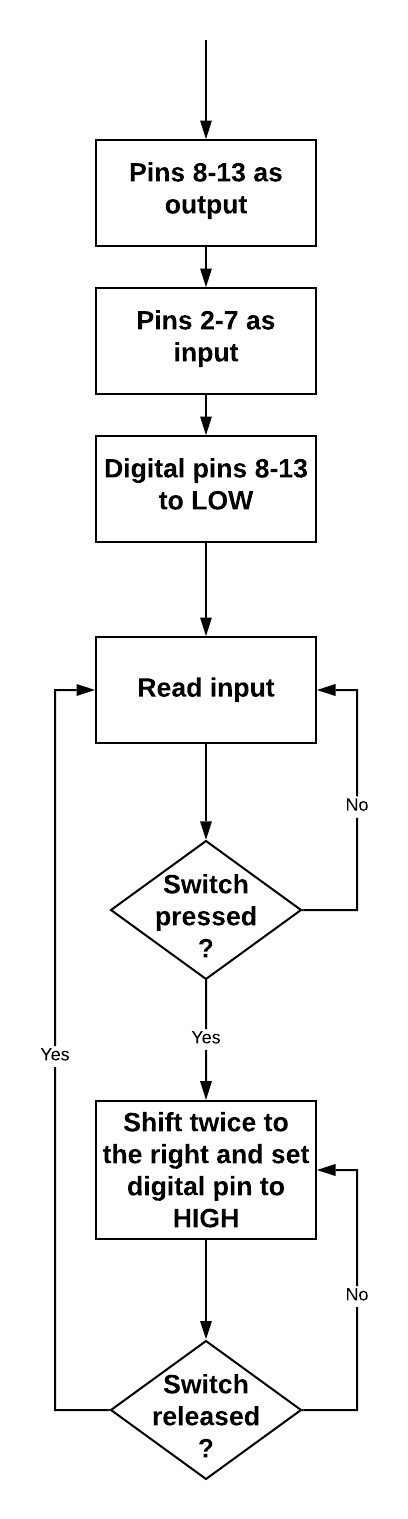 Pins 8-13 as
output
Pins 2-7 as
input
Digital pins 8-13
to LOW
Read input
No
Switch
pressed
?
Yes
Yes
Shift twice to
the right and set
digital pin to
HIGH
No
Switch
released
?